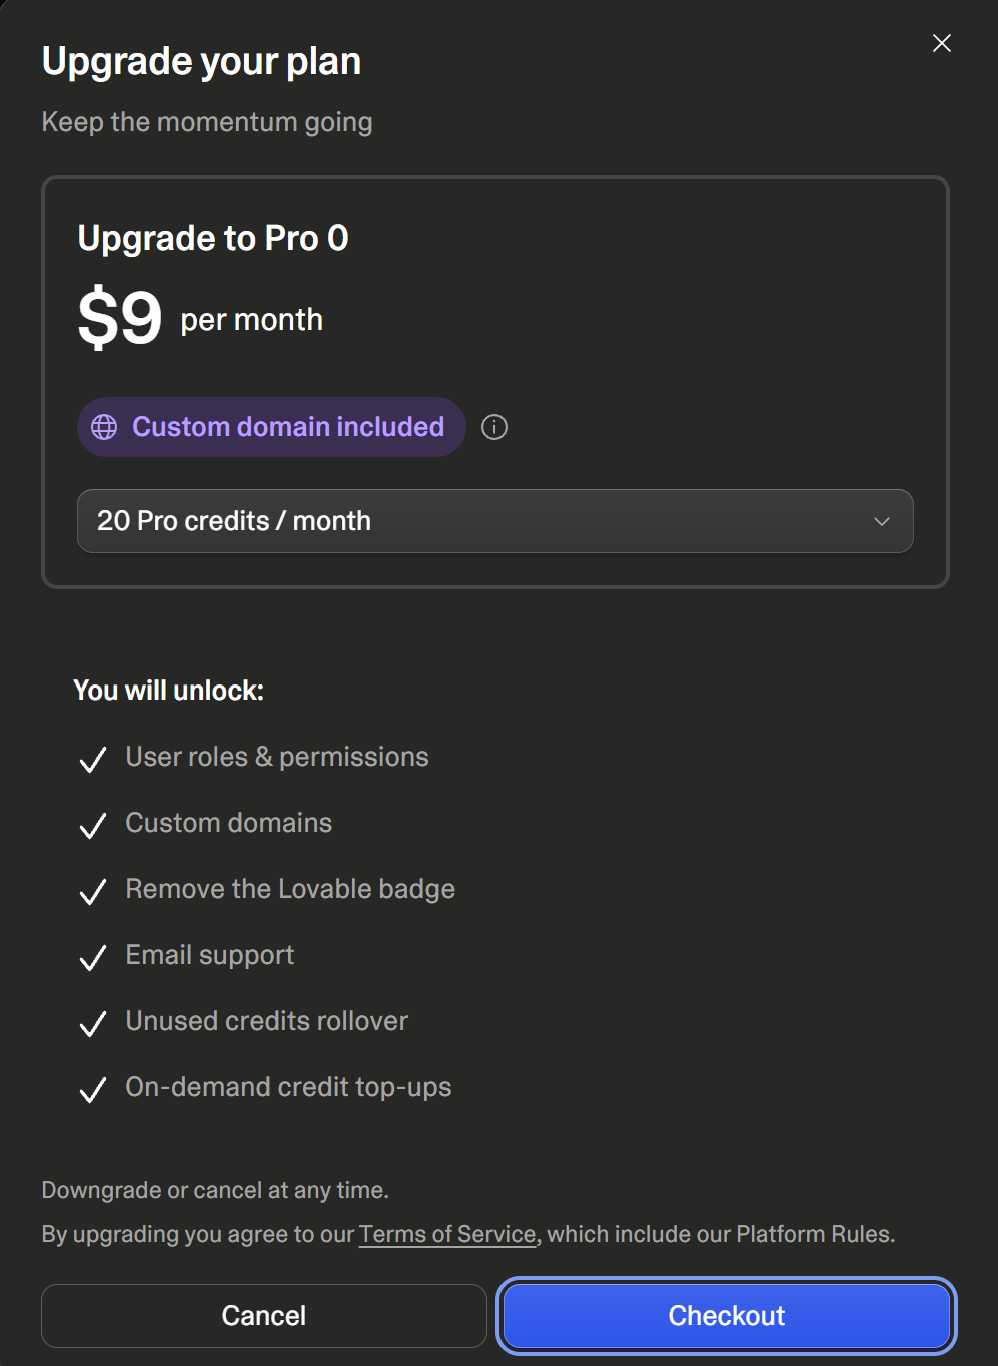 Upgrade your plan
Keep the momentum going
Upgrade to Pro 0
$9 per month
Custom domain included
20 Pro credits / month
You will unlock:
User roles & permissions
Custom domains
Remove the Lovable badge
Email support
Unused credits rollover
On-demand credit top-ups
Downgrade or cancel at any time.
By upgrading you agree to our Terms of Service, which include our Platform Rules.
Cancel
Checkout